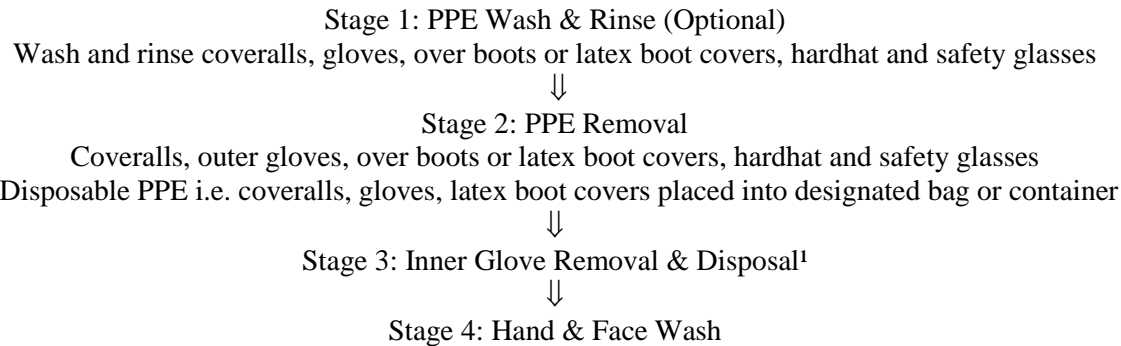 Stage 1: PPE Wash & Rinse (Optional)
Wash and rinse coveralls, gloves, over boots or latex boot covers, hardhat and safety glasses
⇓
Stage 2: PPE Removal
Coveralls, outer gloves, over boots or latex boot covers, hardhat and safety glasses
Disposable PPE i.e. coveralls, gloves, latex boot covers placed into designated bag or container
⇓
Stage 3: Inner Glove Removal & Disposal¹
⇓
Stage 4: Hand & Face Wash